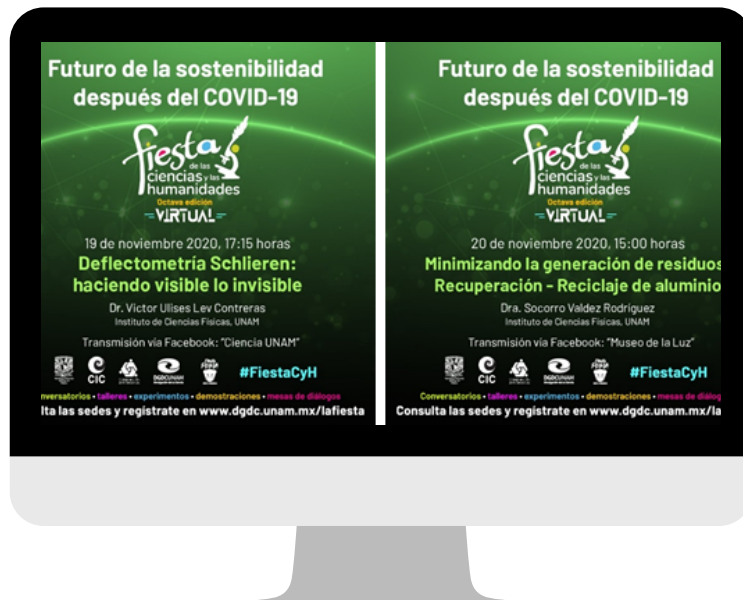 Futuro de la sostenibilidad
después del COVID-19
fiesta
de las
ciencias y las
humanidades
Octava edición
VIRTUAL
19 de noviembre 2020, 17:15 horas
Deflectometría Schlieren:
haciendo visible lo invisible
Dr. Victor Ulises Lev Contreras
Instituto de Ciencias Físicas, UNAM
Transmisión vía Facebook: "Ciencia UNAM"
CIC
DGDCUNAM
#FiestaCyH
nversatorios • talleres • experimentos • demostraciones • mesas de diálogos
lta las sedes y regístrate en www.dgdc.unam.mx/lafiesta
Futuro de la sostenibilidad
después del COVID-19
fiesta
de las
ciencias y las
humanidades
Octava edición
VIRTUAL
20 de noviembre 2020, 15:00 horas
Minimizando la generación de residuos
Recuperación - Reciclaje de aluminio
Dra. Socorro Valdez Rodríguez
Instituto de Ciencias Físicas, UNAM
Transmisión vía Facebook: "Museo de la Luz"
CIC
DGDCUNAM
#FiestaCyH
Conversatorios • talleres • experimentos • demostraciones • mesas de diálog
Consulta las sedes y regístrate en www.dgdc.unam.mx/la